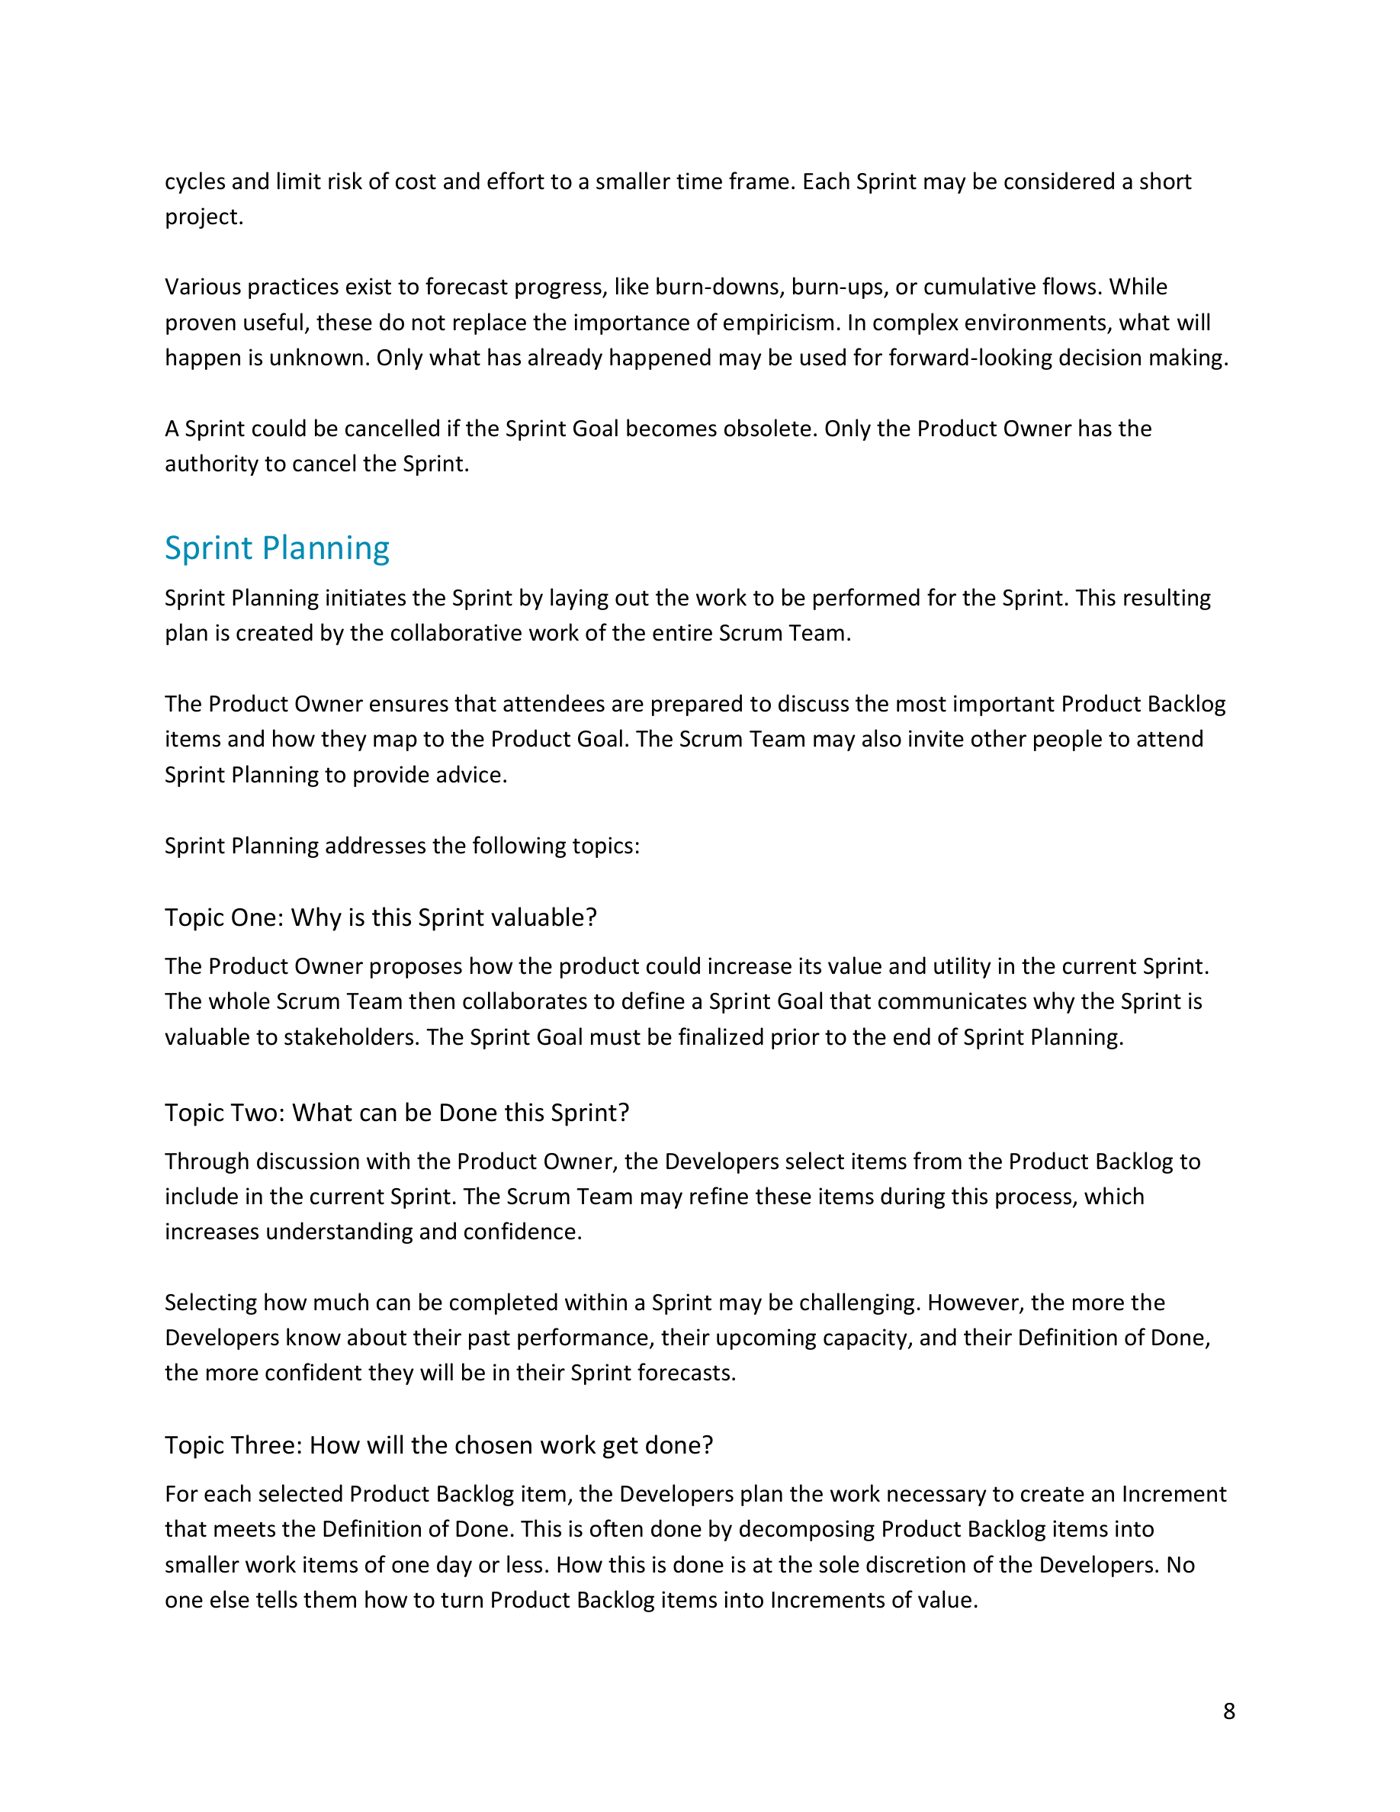 cycles and limit risk of cost and effort to a smaller time frame. Each Sprint may be considered a short
project.
Various practices exist to forecast progress, like burn-downs, burn-ups, or cumulative flows. While
proven useful, these do not replace the importance of empiricism. In complex environments, what will
happen is unknown. Only what has already happened may be used for forward-looking decision making.
A Sprint could be cancelled if the Sprint Goal becomes obsolete. Only the Product Owner has the
authority to cancel the Sprint.
Sprint Planning
Sprint Planning initiates the Sprint by laying out the work to be performed for the Sprint. This resulting
plan is created by the collaborative work of the entire Scrum Team.
The Product Owner ensures that attendees are prepared to discuss the most important Product Backlog
items and how they map to the Product Goal. The Scrum Team may also invite other people to attend
Sprint Planning to provide advice.
Sprint Planning addresses the following topics:
Topic One: Why is this Sprint valuable?
The Product Owner proposes how the product could increase its value and utility in the current Sprint.
The whole Scrum Team then collaborates to define a Sprint Goal that communicates why the Sprint is
valuable to stakeholders. The Sprint Goal must be finalized prior to the end of Sprint Planning.
Topic Two: What can be Done this Sprint?
Through discussion with the Product Owner, the Developers select items from the Product Backlog to
include in the current Sprint. The Scrum Team may refine these items during this process, which
increases understanding and confidence.
Selecting how much can be completed within a Sprint may be challenging. However, the more the
Developers know about their past performance, their upcoming capacity, and their Definition of Done,
the more confident they will be in their Sprint forecasts.
Topic Three: How will the chosen work get done?
For each selected Product Backlog item, the Developers plan the work necessary to create an Increment
that meets the Definition of Done. This is often done by decomposing Product Backlog items into
smaller work items of one day or less. How this is done is at the sole discretion of the Developers. No
one else tells them how to turn Product Backlog items into Increments of value.
8